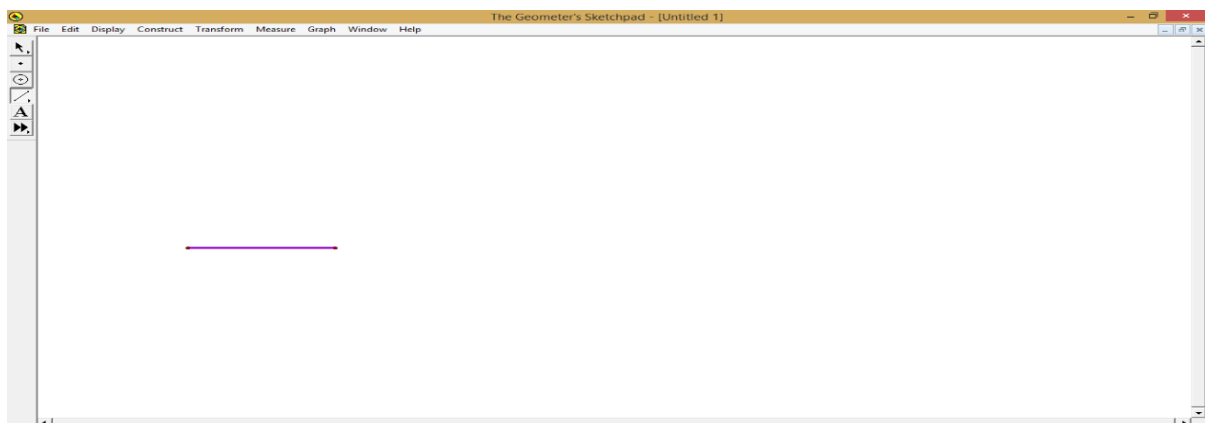 The Geometer's Sketchpad - [Untitled 1]
File Edit Display Construct Transform Measure Graph Window Help
A